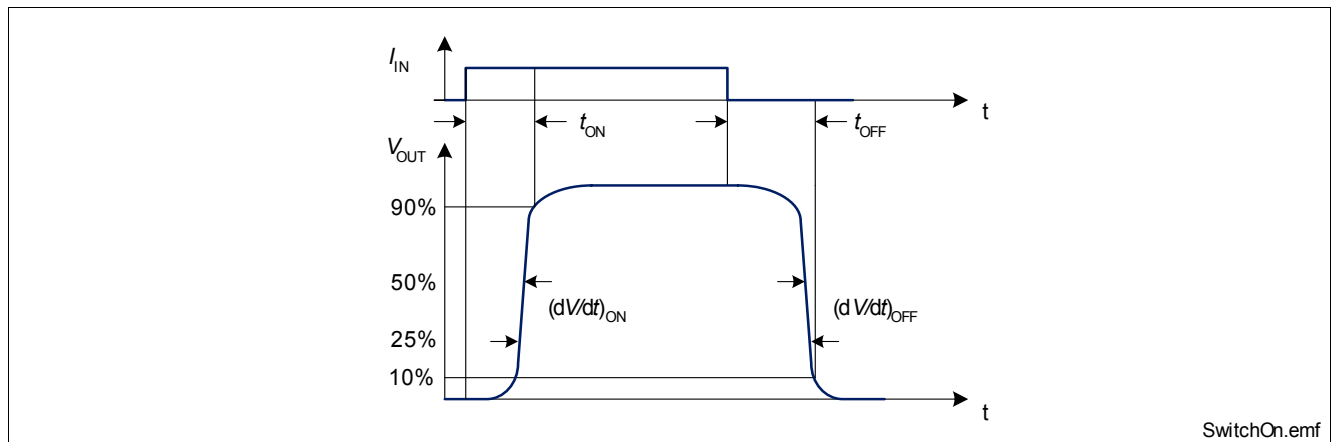 I_IN
t
t_ON
t_OFF
V_OUT
90%
50%
(dV/dt)_ON
(dV/dt)_OFF
25%
10%
t
SwitchOn.emf